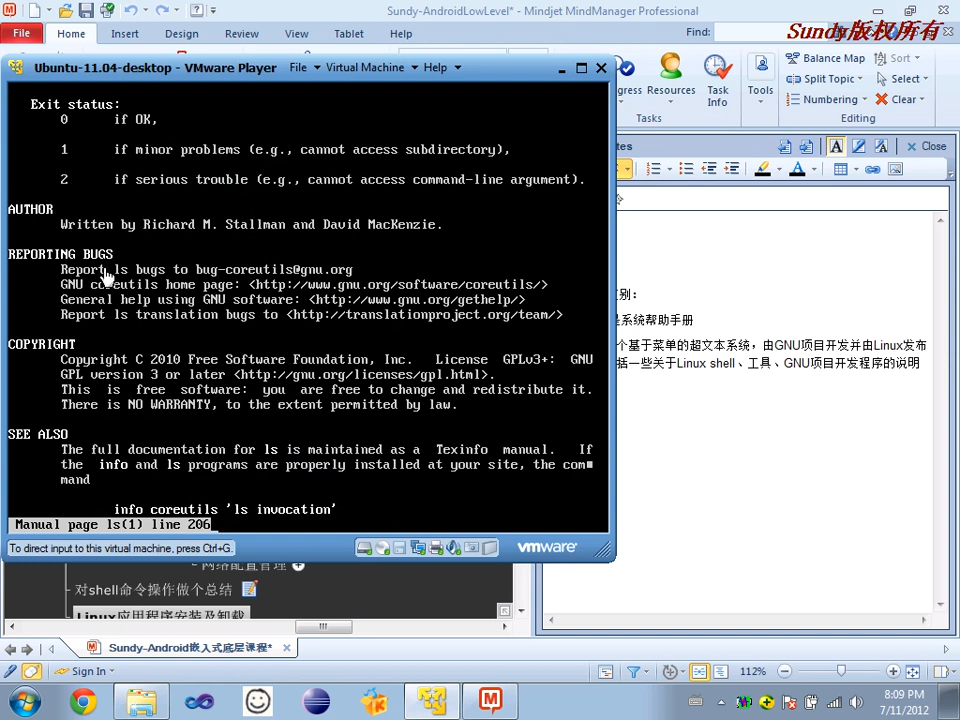 Sundy-AndroidLowLevel* - Mindjet MindManager Professional
File Home Insert Design Review View Tablet Help
Find:
Sundy版权所有
Ubuntu-11.04-desktop - VMware Player File Virtual Machine Help
Resources
Task Info
Tools
Balance Map
Sort
Split Topic
Select
Numbering
Clear
Tasks
Editing
Close
Exit status:
0 if OK,
1 if minor problems (e.g., cannot access subdirectory),
2 if serious trouble (e.g., cannot access command-line argument).
AUTHOR
Written by Richard M. Stallman and David MacKenzie.
REPORTING BUGS
Report ls bugs to bug-coreutils@gnu.org
GNU coreutils home page: <http://www.gnu.org/software/coreutils/>
General help using GNU software: <http://www.gnu.org/gethelp/>
Report ls translation bugs to <http://translationproject.org/team/>
COPYRIGHT
Copyright © 2010 Free Software Foundation, Inc. License GPLv3+: GNU
GPL version 3 or later <http://gnu.org/licenses/gpl.html>.
This is free software: you are free to change and redistribute it.
There is NO WARRANTY, to the extent permitted by law.
SEE ALSO
The full documentation for ls is maintained as a Texinfo manual. If
the info and ls programs are properly installed at your site, the com■
mand
info coreutils 'ls invocation'
Manual page ls(1) line 206
To direct input to this virtual machine, press Ctrl+G.
vmware
别：
是系统帮助手册
个基于菜单的超文本系统，由GNU项目开发并由Linux发布
括一些关于Linux shell、工具、GNU项目开发程序的说明
网络配置管理
对shell命令操作做个总结
Linux应用程序安装及卸载
Sundy-Android嵌入式底层课程*
Sign In
112%
8:09 PM
7/11/2012